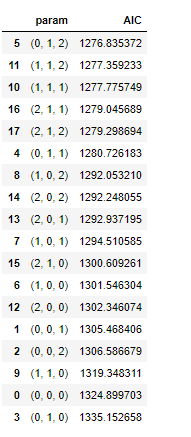 param AIC
5 (0, 1, 2) 1276.835372
11 (1, 1, 2) 1277.359233
10 (1, 1, 1) 1277.775749
16 (2, 1, 1) 1279.045689
17 (2, 1, 2) 1279.298694
4 (0, 1, 1) 1280.726183
8 (1, 0, 2) 1292.053210
14 (2, 0, 2) 1292.248055
13 (2, 0, 1) 1292.937195
7 (1, 0, 1) 1294.510585
15 (2, 1, 0) 1300.609261
6 (1, 0, 0) 1301.546304
12 (2, 0, 0) 1302.346074
1 (0, 0, 1) 1305.468406
2 (0, 0, 2) 1306.586679
9 (1, 1, 0) 1319.348311
0 (0, 0, 0) 1324.899703
3 (0, 1, 0) 1335.152658